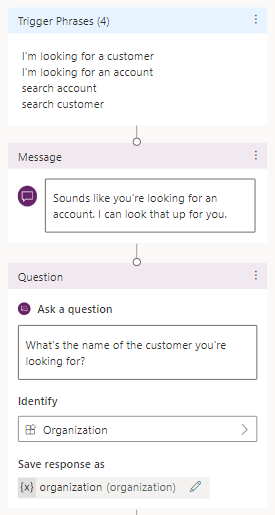 Trigger Phrases (4)
I'm looking for a customer
I'm looking for an account
search account
search customer
Message
Sounds like you're looking for an
account. I can look that up for you.
Question
Ask a question
What's the name of the customer you're
looking for?
Identify
Organization
Save response as
{x} organization (organization)